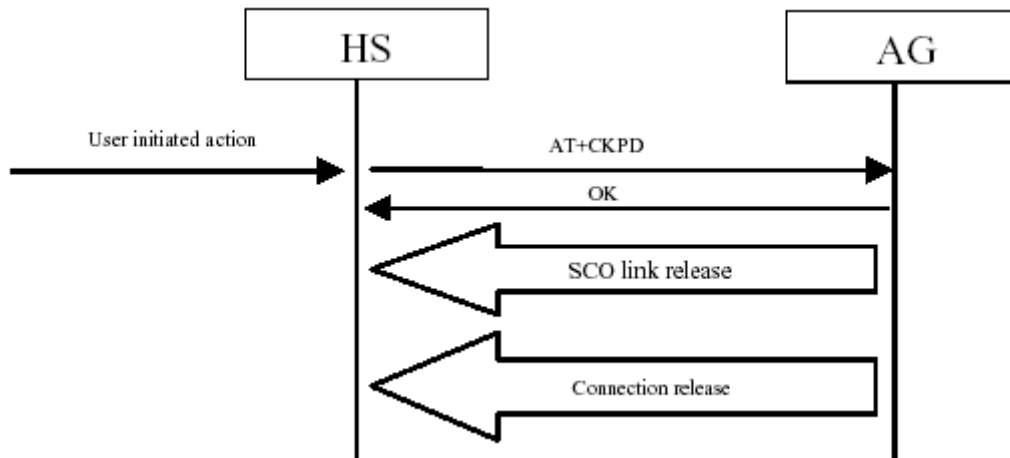 HS
AG
User initiated action
AT+CKPD
OK
SCO link release
Connection release